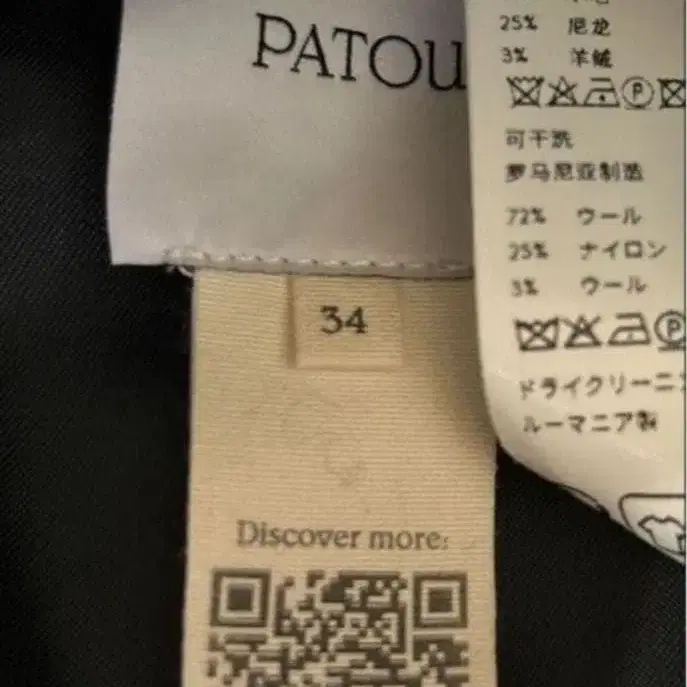 PATOU
34
Discover more:
25% 尼龙
3% 羊绒
P
可干洗
罗马尼亚制造
72% ウール
25% ナイロン
3% ウール
P
ドライクリーニン
ルーマニア製